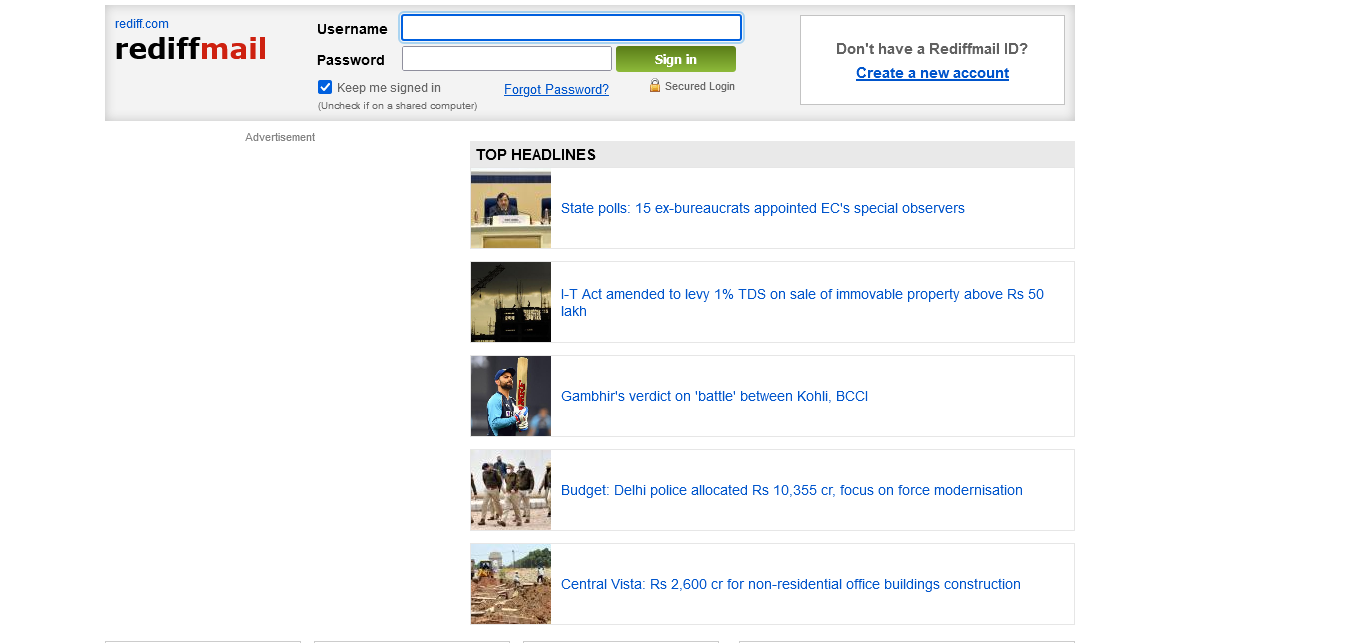 rediff.com
rediffmail
Username
Password
Sign in
Keep me signed in
(Uncheck if on a shared computer)
Forgot Password?
Secured Login
Don't have a Rediffmail ID?
Create a new account
Advertisement
TOP HEADLINES
State polls: 15 ex-bureaucrats appointed EC's special observers
I-T Act amended to levy 1% TDS on sale of immovable property above Rs 50
lakh
Gambhir's verdict on 'battle' between Kohli, BCCI
Budget: Delhi police allocated Rs 10,355 cr, focus on force modernisation
Central Vista: Rs 2,600 cr for non-residential office buildings construction